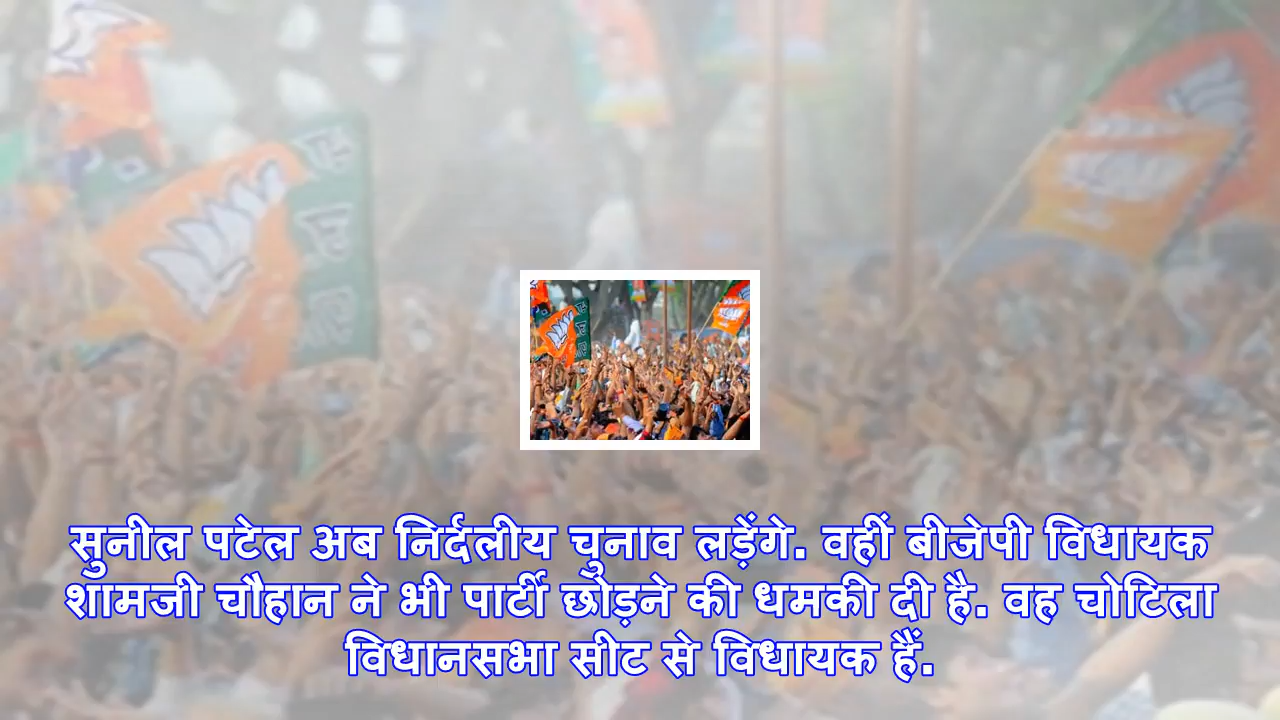 सुनील पटेल अब निर्दलीय चुनाव लड़ेंगे. वहीं बीजेपी विधायक
शामजी चौहान ने भी पार्टी छोड़ने की धमकी दी है. वह चोटिला
विधानसभा सीट से विधायक हैं.